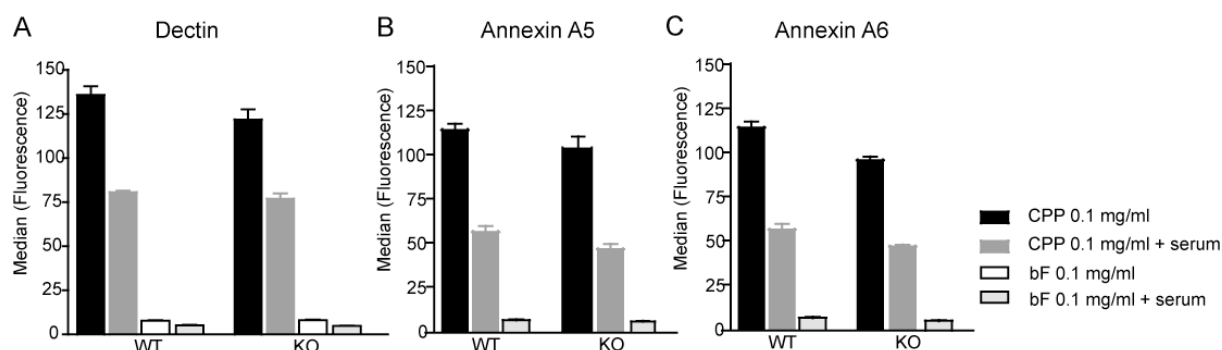 A
Dectin
Median (Fluorescence)
150
125
100
75
50
25
0
WT
KO
B
Annexin A5
Median (Fluorescence)
150
125
100
75
50
25
0
WT
KO
C
Annexin A6
Median (Fluorescence)
150
125
100
75
50
25
0
WT
KO
CPP 0.1 mg/ml
CPP 0.1 mg/ml + serum
bF 0.1 mg/ml
bF 0.1 mg/ml + serum